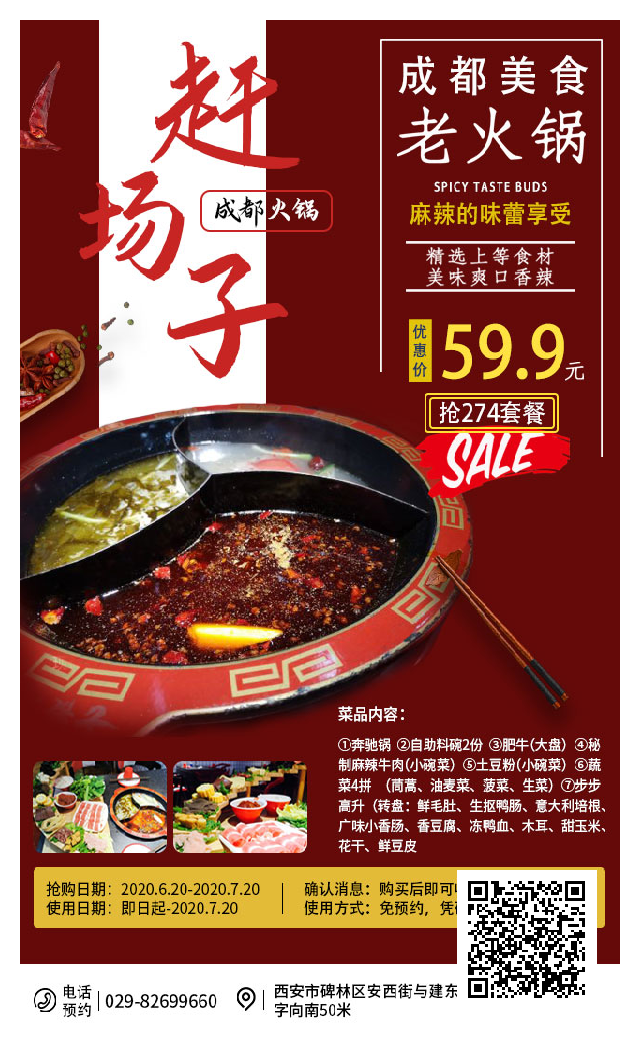 赶场子
成都火锅
成都美食
老火锅
SPICY TASTE BUDS
麻辣的味蕾享受
精选上等食材
美味爽口香辣
优惠价
59.9元
抢274套餐
SALE
菜品内容：
①奔驰锅 ②自助料碗2份 ③肥牛(大盘) ④秘
制麻辣牛肉(小碗菜) ⑤土豆粉(小碗菜) ⑥蔬
菜4拼 （茼蒿、油麦菜、菠菜、生菜）⑦步步
高升（转盘：鲜毛肚、生抠鸭肠、意大利培根、
广味小香肠、香豆腐、冻鸭血、木耳、甜玉米、
花干、鲜豆皮
抢购日期：2020.6.20-2020.7.20
使用日期：即日起-2020.7.20
确认消息：购买后即可
使用方式：免预约，凭
电话
预约
029-82699660
西安市碑林区安西街与建东
字向南50米